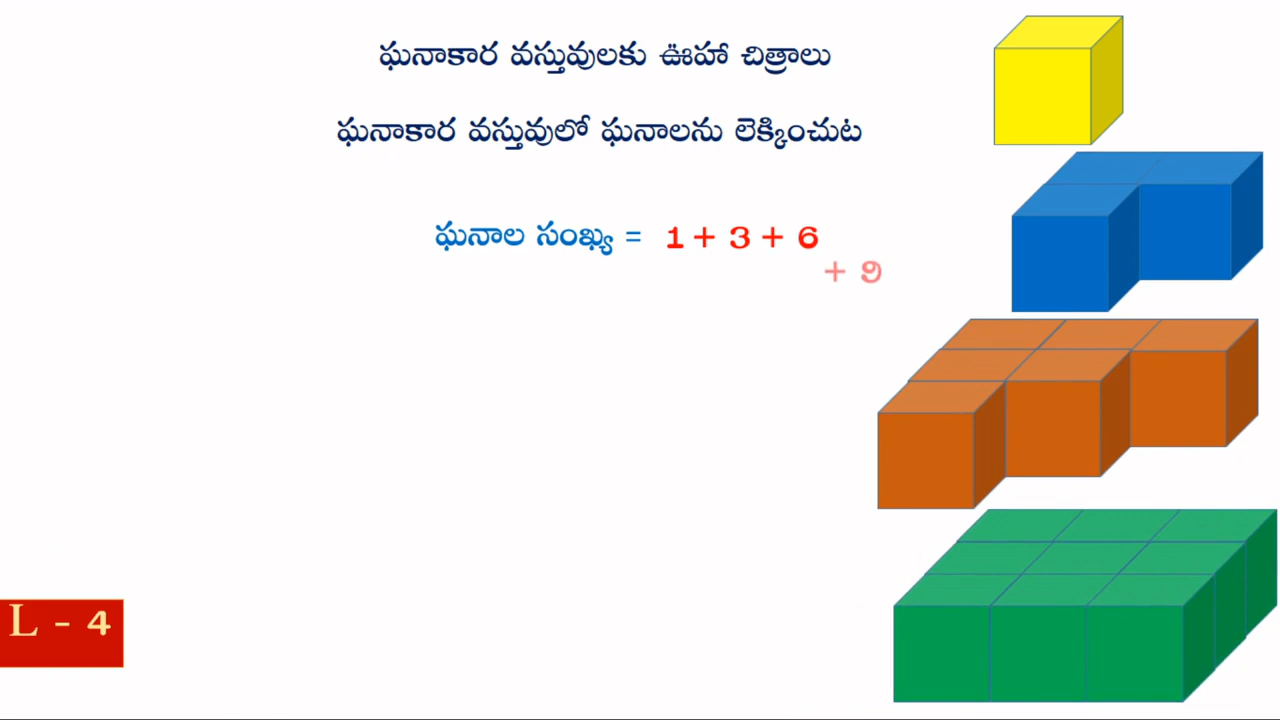 ఘనాకార వస్తువులకు ఊహా చిత్రాలు
ఘనాకార వస్తువులో ఘనాలను లెక్కించుట
ఘనాల సంఖ్య = 1 + 3 + 6
+ 9
L - 4